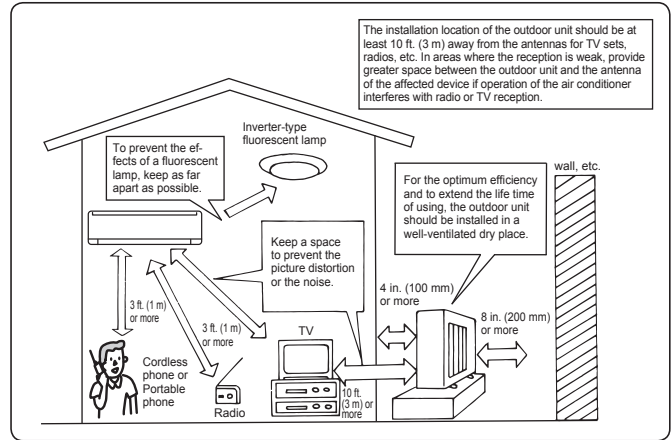 The installation location of the outdoor unit should be at
least 10 ft. (3 m) away from the antennas for TV sets,
radios, etc. In areas where the reception is weak, provide
greater space between the outdoor unit and the antenna
of the affected device if operation of the air conditioner
interferes with radio or TV reception.
Inverter-type
fluorescent lamp
To prevent the ef-
fects of a fluorescent
lamp, keep as far
apart as possible.
wall, etc.
For the optimum efficiency
and to extend the life time
of using, the outdoor unit
should be installed in a
well-ventilated dry place.
Keep a space
to prevent the
picture distortion
or the noise.
4 in. (100 mm)
or more
8 in. (200 mm)
or more
3 ft. (1 m)
or more
3 ft. (1 m)
or more
TV
Cordless
phone or
Portable
phone
Radio
10 ft.
(3 m) or
more